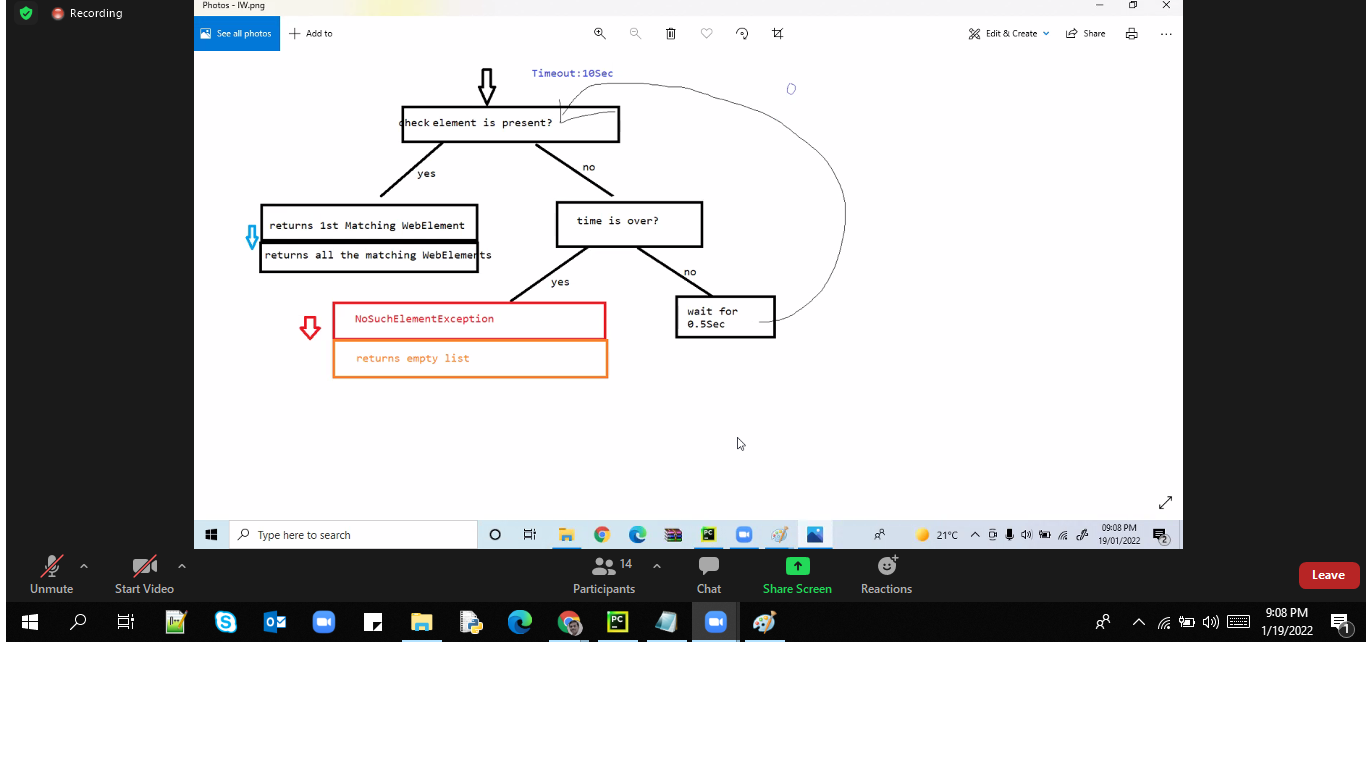 Recording
Photos - IW.png
See all photos
Add to
Edit & Create
Share
Timeout:10Sec
check element is present?
yes
no
returns 1st Matching WebElement
time is over?
returns all the matching WebElements
yes
no
NoSuchElementException
wait for
0.5Sec
returns empty list
Type here to search
21°C
09:08 PM
19/01/2022
2
Unmute
Start Video
14
Participants
Chat
Share Screen
Reactions
Leave
PC
9:08 PM
1/19/2022
1